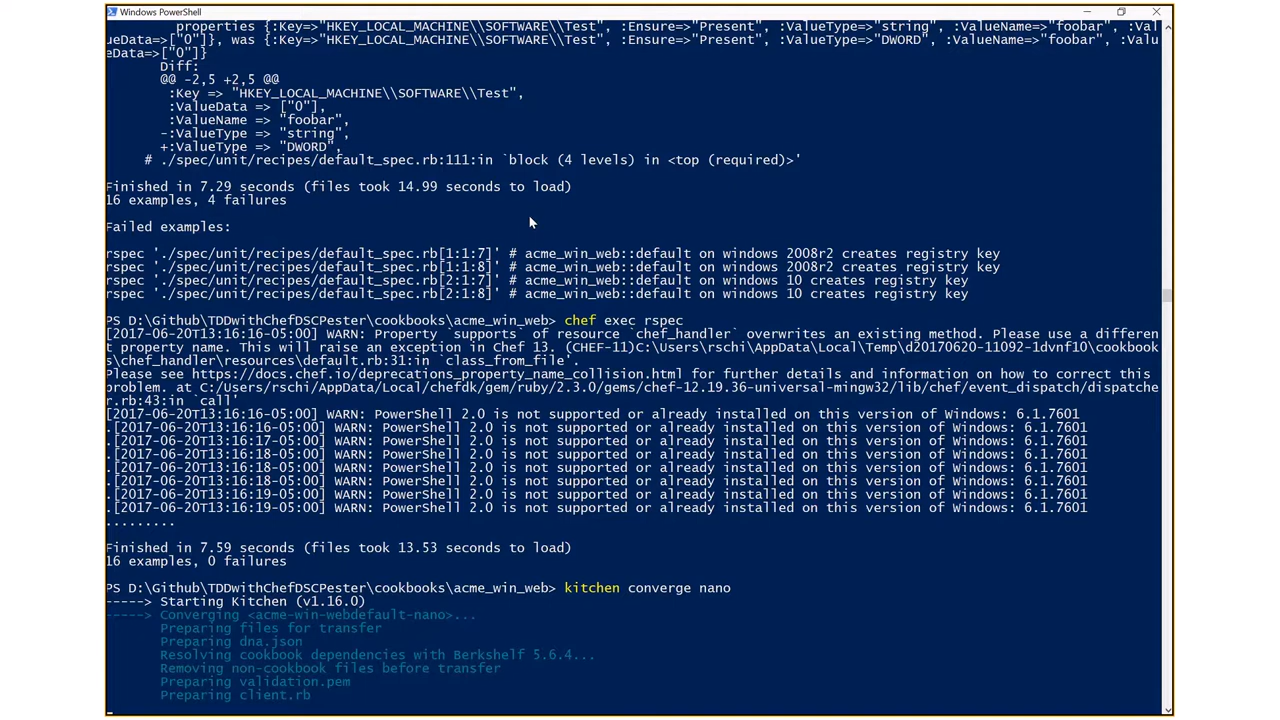 Windows PowerShell
properties {:Key=>"HKEY_LOCAL_MACHINE\\SOFTWARE\\Test", :Ensure=>"Present", :ValueType=>"string", :ValueName=>"foobar", :Val
ueData=>["0"]}, was {:Key=>"HKEY_LOCAL_MACHINE\\SOFTWARE\\Test", :Ensure=>"Present", :ValueType=>"DWORD", :ValueName=>"foobar", :Valu
eData=>["0"]}
Diff:
@@ -2,5 +2,5 @@
:Key => "HKEY_LOCAL_MACHINE\\SOFTWARE\\Test",
:ValueData => ["0"],
:ValueName => "foobar",
-:ValueType => "string",
+:ValueType => "DWORD",
# ./spec/unit/recipes/default_spec.rb:111:in `block (4 levels) in <top (required)>'
Finished in 7.29 seconds (files took 14.99 seconds to load)
16 examples, 4 failures
Failed examples:
rspec './spec/unit/recipes/default_spec.rb[1:1:7]' # acme_win_web::default on windows 2008r2 creates registry key
rspec './spec/unit/recipes/default_spec.rb[1:1:8]' # acme_win_web::default on windows 2008r2 creates registry key
rspec './spec/unit/recipes/default_spec.rb[2:1:7]' # acme_win_web::default on windows 10 creates registry key
rspec './spec/unit/recipes/default_spec.rb[2:1:8]' # acme_win_web::default on windows 10 creates registry key
PS D:\Github\TDDwithChefDSCPester\cookbooks\acme_win_web> chef exec rspec
[2017-06-20T13:16:16-05:00] WARN: Property `supports` of resource `chef_handler` overwrites an existing method. Please use a differen
t property name. This will raise an exception in Chef 13. (CHEF-11)C:\Users\rschi\AppData\Local\Temp\d20170620-11092-1dvnf10\cookbook
s\chef_handler\resources\default.rb:31:in `class_from_file'.
Please see https://docs.chef.io/deprecations_property_name_collision.html for further details and information on how to correct this
problem. at C:/Users/rschi/AppData/Local/chefdk/gem/ruby/2.3.0/gems/chef-12.19.36-universal-mingw32/lib/chef/event_dispatch/dispatche
r.rb:43:in `call'
[2017-06-20T13:16:16-05:00] WARN: PowerShell 2.0 is not supported or already installed on this version of Windows: 6.1.7601
.[2017-06-20T13:16:16-05:00] WARN: PowerShell 2.0 is not supported or already installed on this version of Windows: 6.1.7601
.[2017-06-20T13:16:17-05:00] WARN: PowerShell 2.0 is not supported or already installed on this version of Windows: 6.1.7601
.[2017-06-20T13:16:18-05:00] WARN: PowerShell 2.0 is not supported or already installed on this version of Windows: 6.1.7601
.[2017-06-20T13:16:18-05:00] WARN: PowerShell 2.0 is not supported or already installed on this version of Windows: 6.1.7601
.[2017-06-20T13:16:19-05:00] WARN: PowerShell 2.0 is not supported or already installed on this version of Windows: 6.1.7601
.[2017-06-20T13:16:19-05:00] WARN: PowerShell 2.0 is not supported or already installed on this version of Windows: 6.1.7601
.........
Finished in 7.59 seconds (files took 13.53 seconds to load)
16 examples, 0 failures
PS D:\Github\TDDwithChefDSCPester\cookbooks\acme_win_web> kitchen converge nano
-----> Starting Kitchen (v1.16.0)
-----> Converging <acme-win-webdefault-nano>...
Preparing files for transfer
Preparing dna.json
Resolving cookbook dependencies with Berkshelf 5.6.4...
Removing non-cookbook files before transfer
Preparing validation.pem
Preparing client.rb